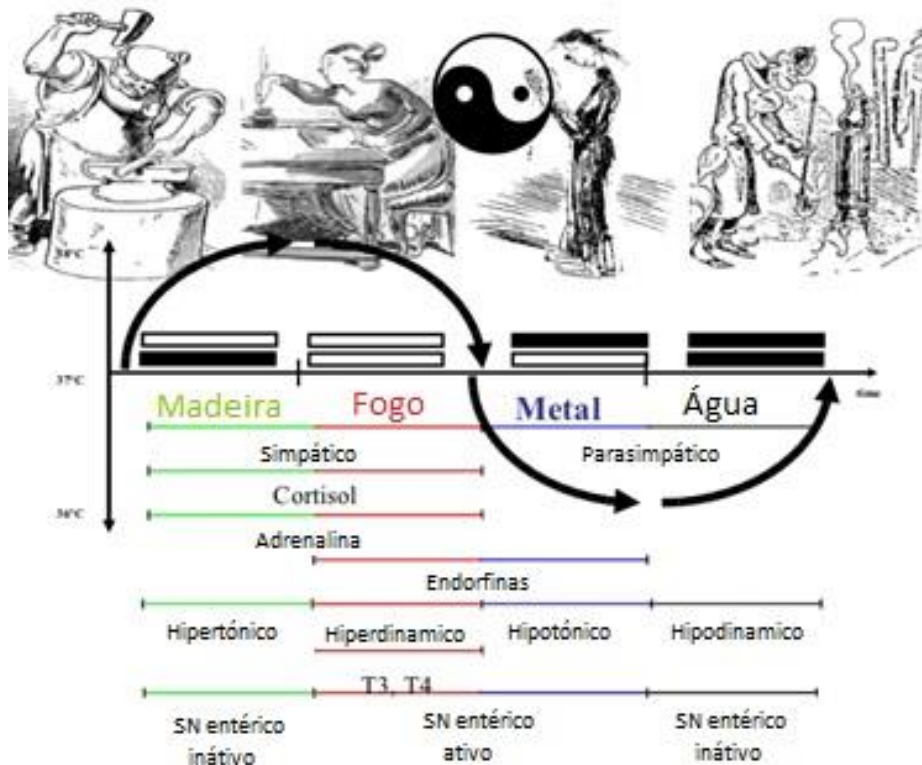 38°C
37°C
Madeira Fogo Metal Água
Simpático Parasimpático
Cortisol
36°C
Adrenalina
Endorfinas
Hipertónico Hiperdinamico Hipotónico Hipodinamico
T3, T4
SN entérico SN entérico SN entérico
inátivo ativo inátivo